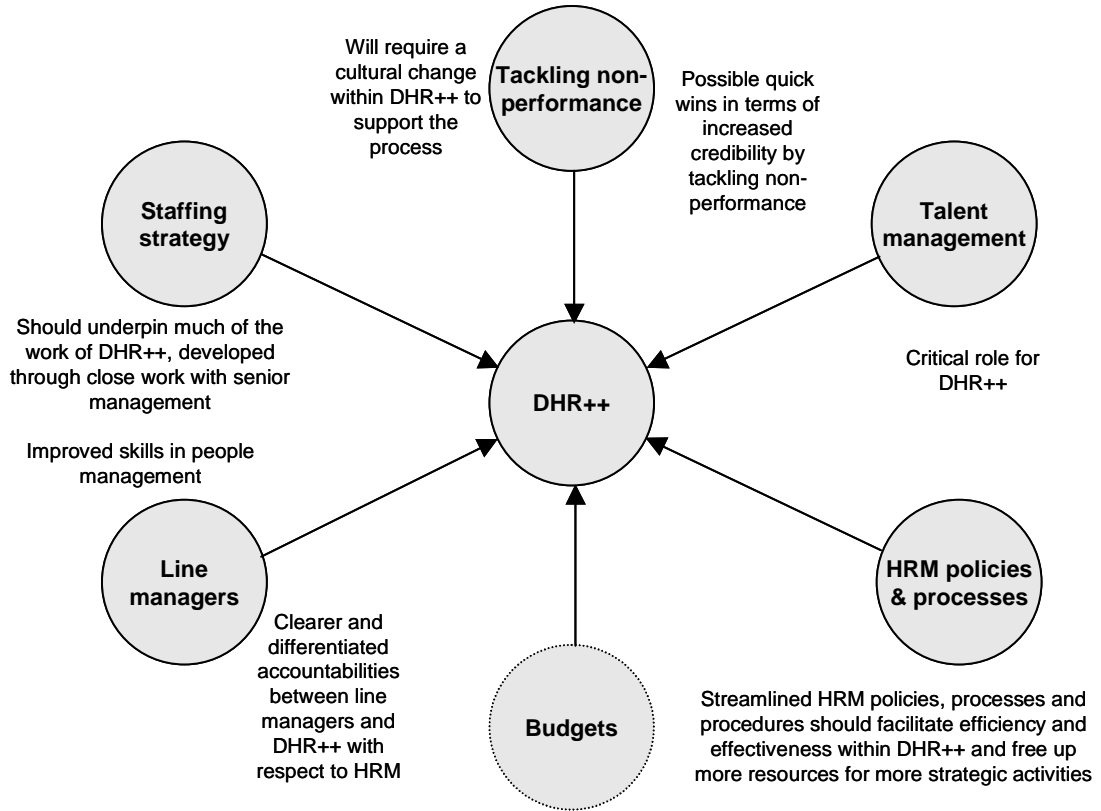 Will require a
cultural change
within DHR++ to
support the
process
Tackling non-
performance
Possible quick
wins in terms of
increased
credibility by
tackling non-
performance
Staffing
strategy
Talent
management
Should underpin much of the
work of DHR++, developed
through close work with senior
management
DHR++
Critical role for
DHR++
Improved skills in people
management
Line
managers
HRM policies
& processes
Clearer and
differentiated
accountabilities
between line
managers and
DHR++ with
respect to HRM
Budgets
Streamlined HRM policies, processes and
procedures should facilitate efficiency and
effectiveness within DHR++ and free up
more resources for more strategic activities